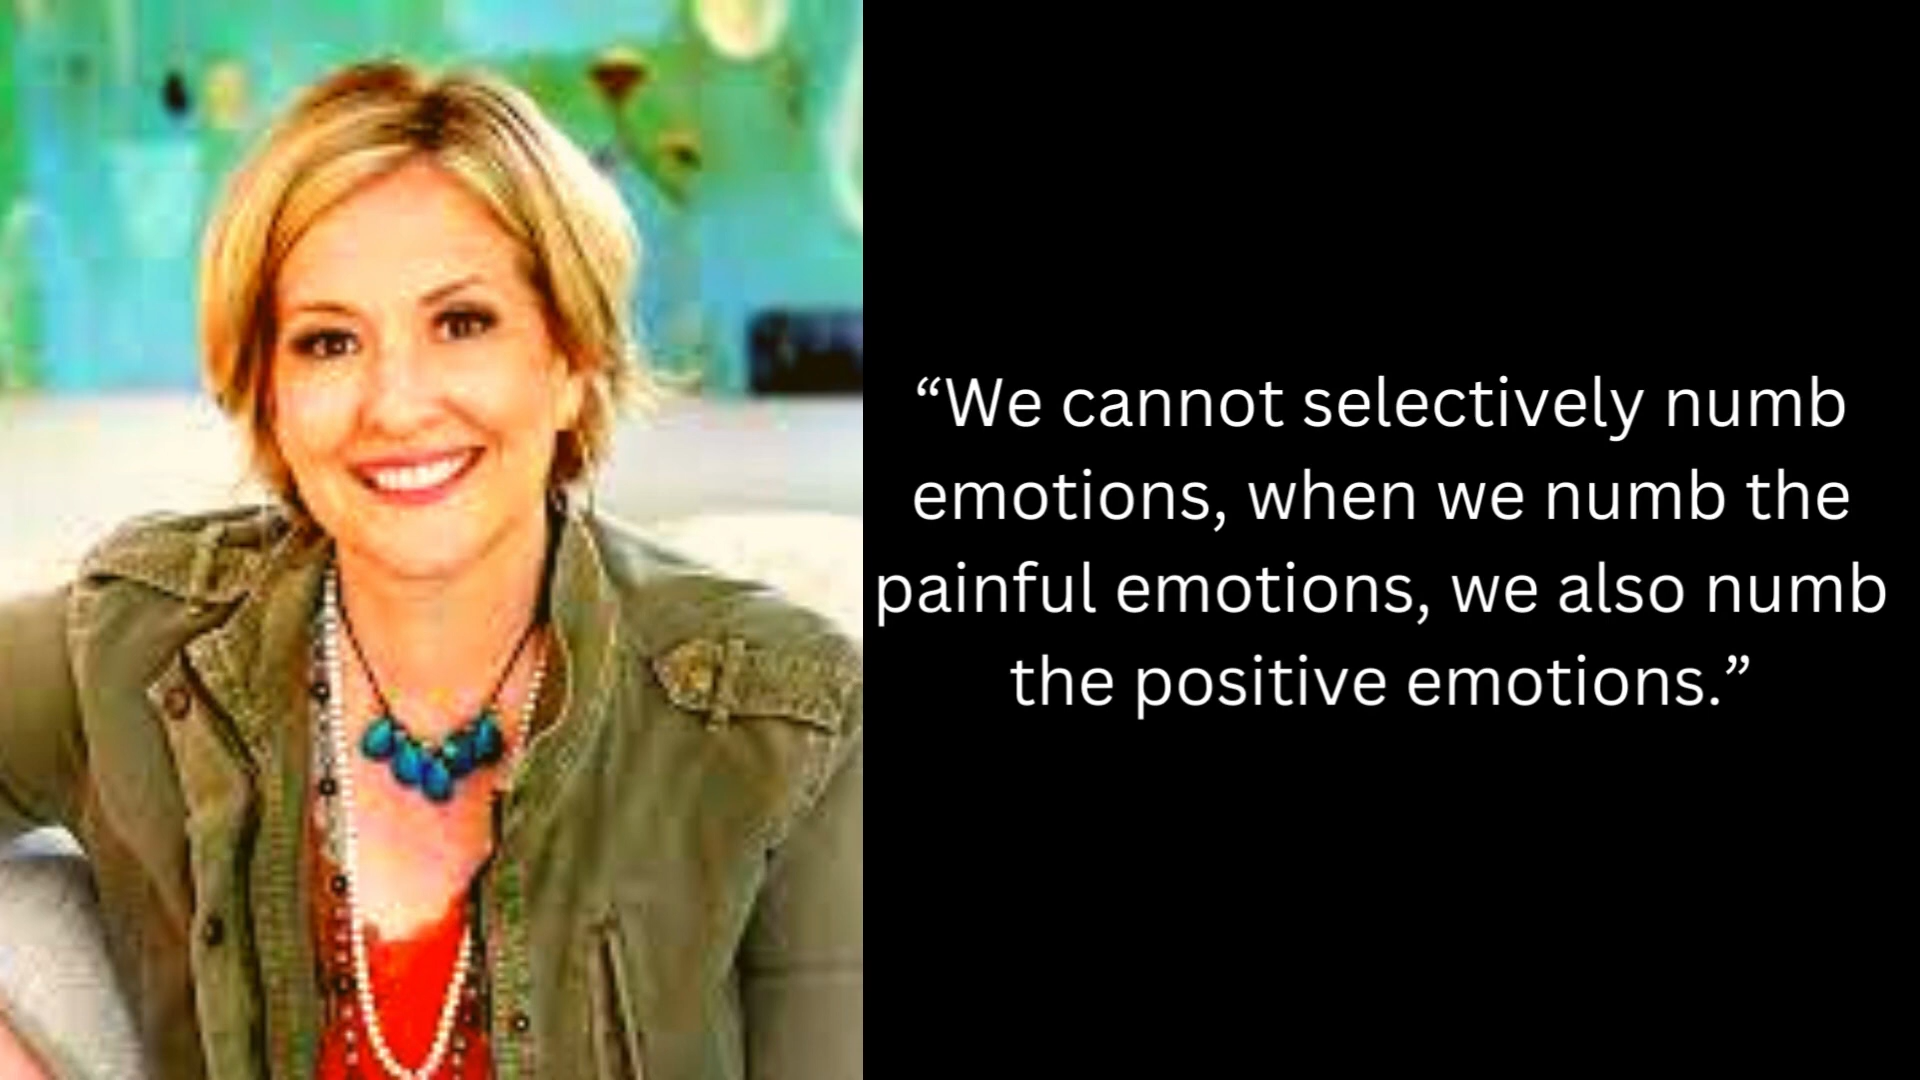 “We cannot selectively numb
emotions, when we numb the
painful emotions, we also numb
the positive emotions.”